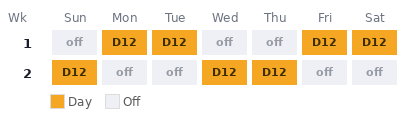 Wk Sun Mon Tue Wed Thu Fri Sat
1 off D12 D12 off off D12 D12
2 D12 off off D12 D12 off off
Day Off